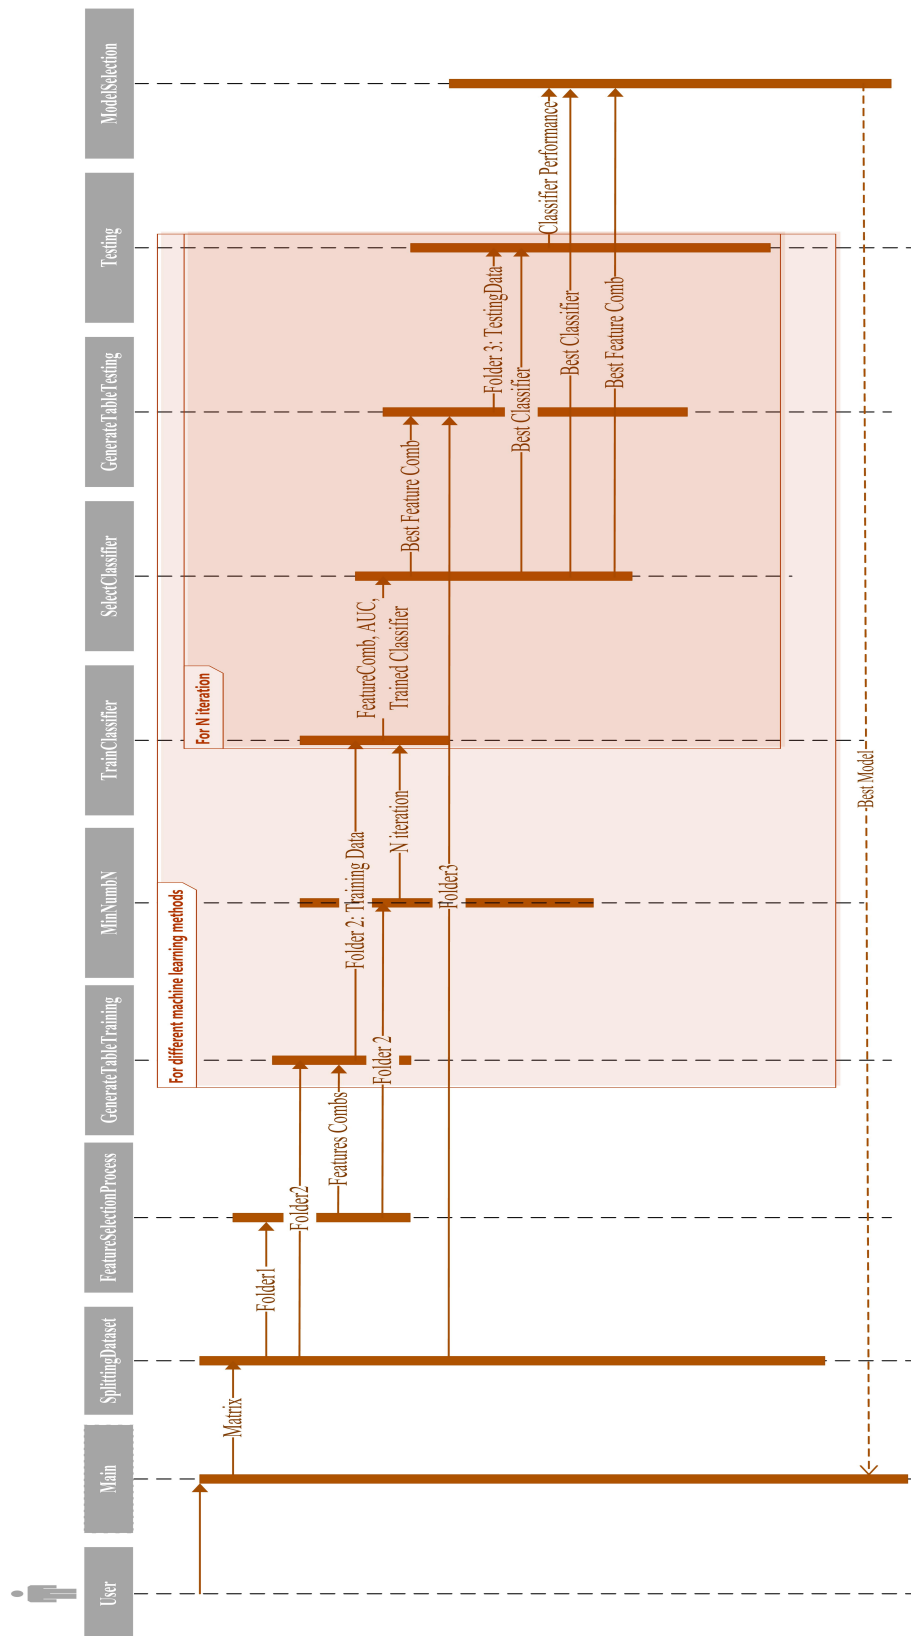 User
Main
SplittingDataset
FeatureSelectionProcess
GenerateTableTraining
MinNumbN
TrainClassifier
SelectClassifier
GenerateTableTesting
Testing
ModelSelection
For different machine learning methods
For N iteration
Matrix
Folder1
Folder2
Features Combs
Folder 2: Training Data
Folder 2
FeatureComb, AUC,
Trained Classifier
N iteration
Best Feature Comb
Folder3
Folder 3: TestingData
Best Classifier
Classifier Performance
Best Classifier
Best Feature Comb
Best Model